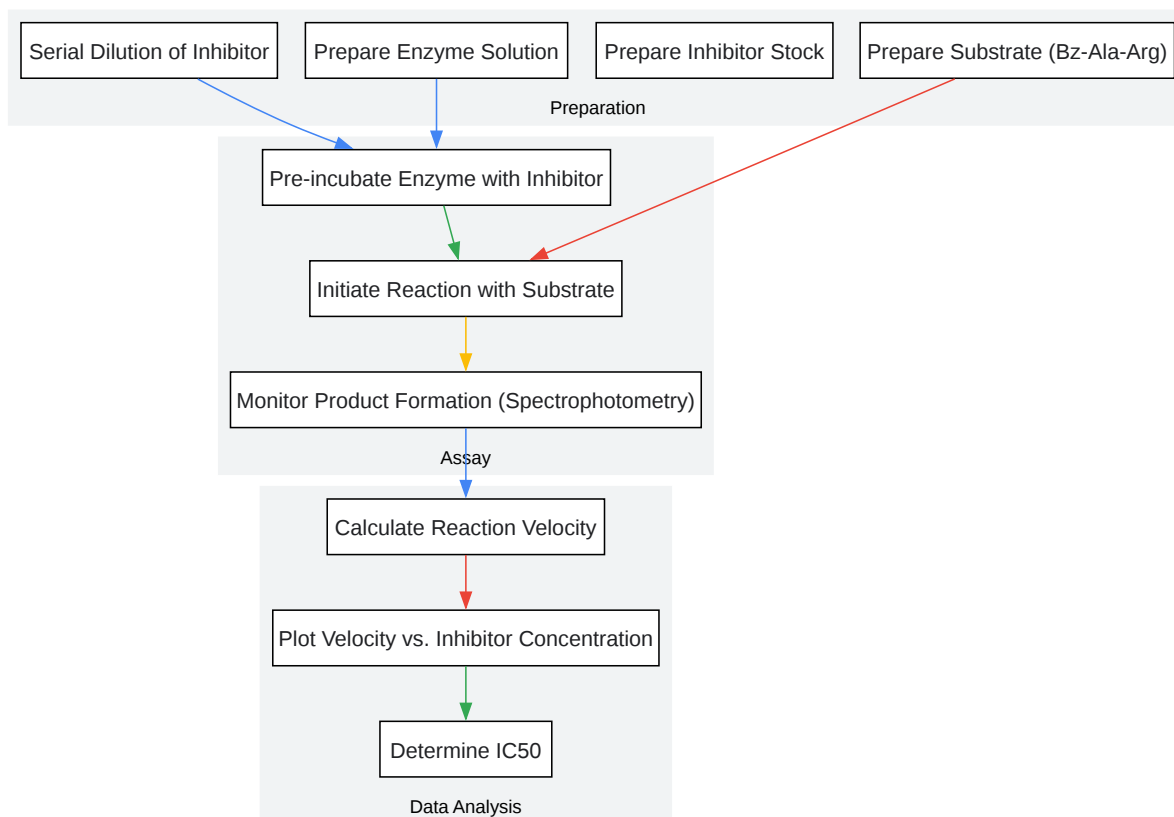 Serial Dilution of Inhibitor
Prepare Enzyme Solution
Prepare Inhibitor Stock
Prepare Substrate (Bz-Ala-Arg)
Preparation
Pre-incubate Enzyme with Inhibitor
Initiate Reaction with Substrate
Monitor Product Formation (Spectrophotometry)
Assay
Calculate Reaction Velocity
Plot Velocity vs. Inhibitor Concentration
Determine IC50
Data Analysis